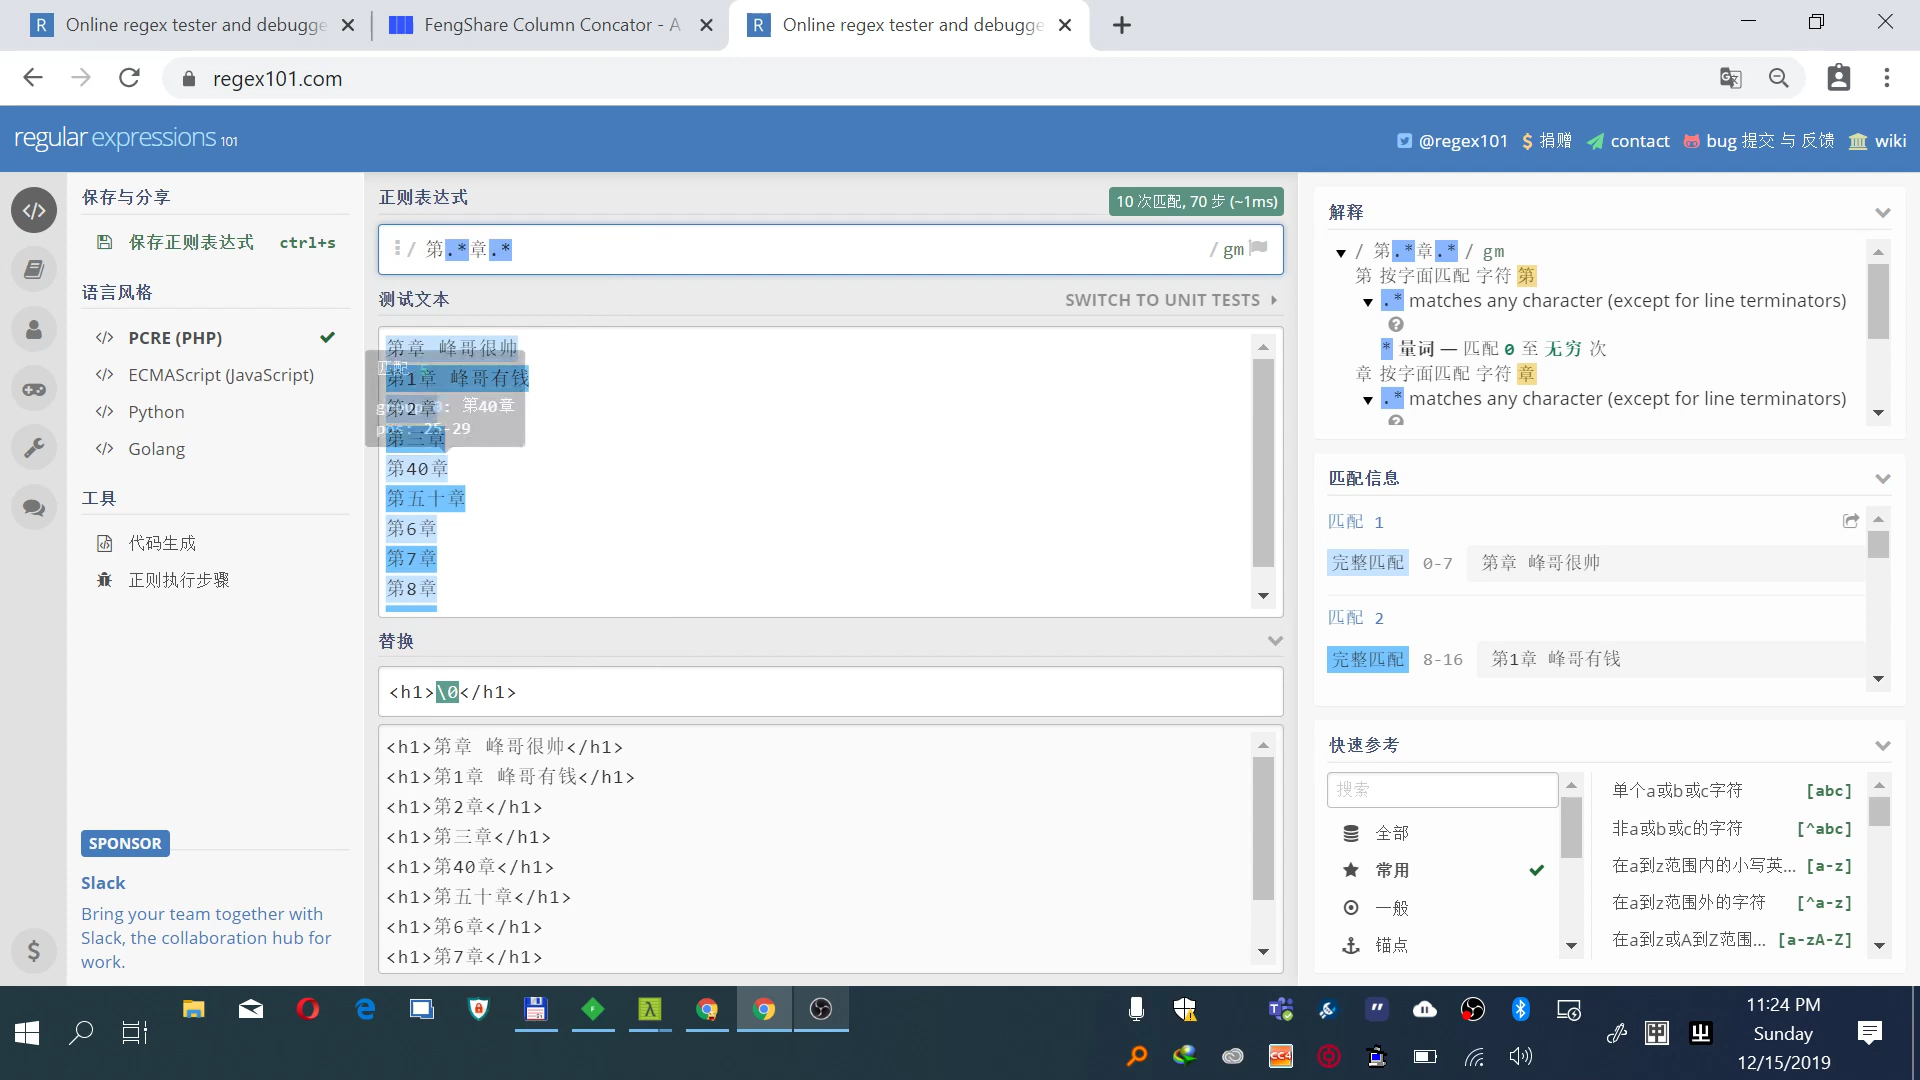 Online regex tester and debugge
FengShare Column Concator - A
Online regex tester and debugge
regex101.com
regular expressions 101
@regex101
$ 捐赠
contact
bug 提交 与 反馈
wiki
保存与分享
保存正则表达式 ctrl+s
语言风格
</> PCRE (PHP)
</> ECMAScript (JavaScript)
</> Python
</> Golang
工具
代码生成
正则执行步骤
SPONSOR
Slack
Bring your team together with
Slack, the collaboration hub for
work.
正则表达式
10 次匹配, 70 步 (~1ms)
/ 第.*章.* / gm
测试文本
SWITCH TO UNIT TESTS
第章 峰哥很帅
第1章 峰哥有钱
第2章
第三章
第40章
第五十章
第6章
第7章
第8章
匹配 5
group 0: 第40章
pos: 25-29
替换
<h1>\0</h1>
<h1>第章 峰哥很帅</h1>
<h1>第1章 峰哥有钱</h1>
<h1>第2章</h1>
<h1>第三章</h1>
<h1>第40章</h1>
<h1>第五十章</h1>
<h1>第6章</h1>
<h1>第7章</h1>
解释
/ 第.*章.* / gm
第 按字面匹配 字符 第
.* matches any character (except for line terminators)
* 量词 — 匹配 0 至 无穷 次
章 按字面匹配 字符 章
.* matches any character (except for line terminators)
匹配信息
匹配 1
完整匹配 0-7 第章 峰哥很帅
匹配 2
完整匹配 8-16 第1章 峰哥有钱
快速参考
搜索
全部
常用
一般
锚点
单个a或b或c字符 [abc]
非a或b或c的字符 [^abc]
在a到z范围内的小写英... [a-z]
在a到z范围外的字符 [^a-z]
在a到z或A到Z范围... [a-zA-Z]
11:24 PM
Sunday
12/15/2019